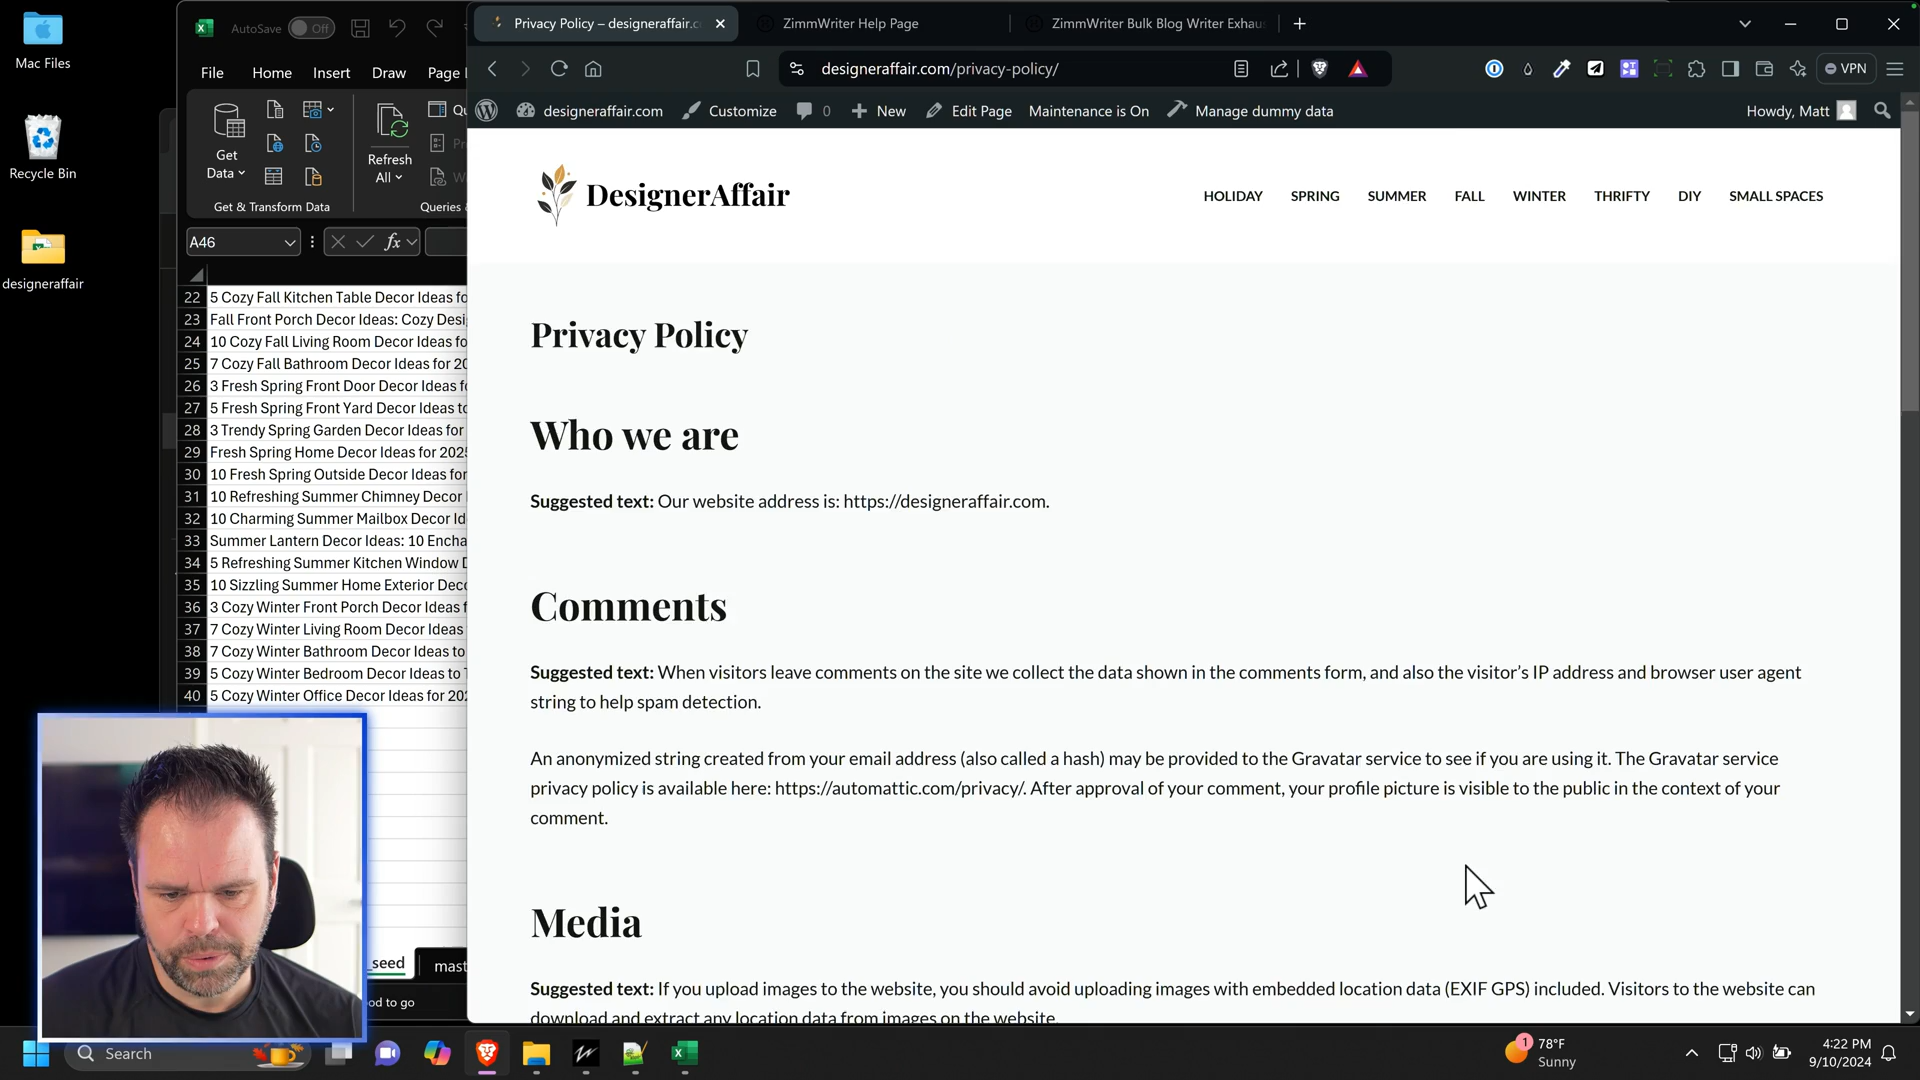 Mac Files
Recycle Bin
designeraffair
AutoSave
Off
File
Home
Insert
Draw
Page
Get
Data
Refresh
All
Get & Transform Data
Queries
A46
fx
22 5 Cozy Fall Kitchen Table Decor Ideas
23 Fall Front Porch Decor Ideas: Cozy
24 10 Cozy Fall Living Room Decor Ideas
25 7 Cozy Fall Bathroom Decor Ideas for
26 3 Fresh Spring Front Door Decor Ideas
27 5 Fresh Spring Front Yard Decor Ideas
28 3 Trendy Spring Garden Decor Ideas for
29 Fresh Spring Home Decor Ideas for 2025
30 10 Fresh Spring Outside Decor Ideas
31 10 Refreshing Summer Chimney Decor
32 10 Charming Summer Mailbox Decor
33 Summer Lantern Decor Ideas: 10
34 5 Refreshing Summer Kitchen Window
35 10 Sizzling Summer Home Exterior
36 3 Cozy Winter Front Porch Decor Ideas
37 7 Cozy Winter Living Room Decor Ideas
38 7 Cozy Winter Bathroom Decor Ideas to
39 5 Cozy Winter Bedroom Decor Ideas to
40 5 Cozy Winter Office Decor Ideas for
_seed
mast
od to go
Privacy Policy – designeraffair.c
ZimmWriter Help Page
ZimmWriter Bulk Blog Writer Exhau
designeraffair.com/privacy-policy/
VPN
designeraffair.com
Customize
0
New
Edit Page
Maintenance is On
Manage dummy data
Howdy, Matt
DesignerAffair
HOLIDAY
SPRING
SUMMER
FALL
WINTER
THRIFTY
DIY
SMALL SPACES
Privacy Policy
Who we are
Suggested text: Our website address is: https://designeraffair.com.
Comments
Suggested text: When visitors leave comments on the site we collect the data shown in the comments form, and also the visitor’s IP address and browser user agent
string to help spam detection.
An anonymized string created from your email address (also called a hash) may be provided to the Gravatar service to see if you are using it. The Gravatar service
privacy policy is available here: https://automattic.com/privacy/. After approval of your comment, your profile picture is visible to the public in the context of your
comment.
Media
Suggested text: If you upload images to the website, you should avoid uploading images with embedded location data (EXIF GPS) included. Visitors to the website can
download and extract any location data from images on the website.
Search
1
78°F
Sunny
4:22 PM
9/10/2024